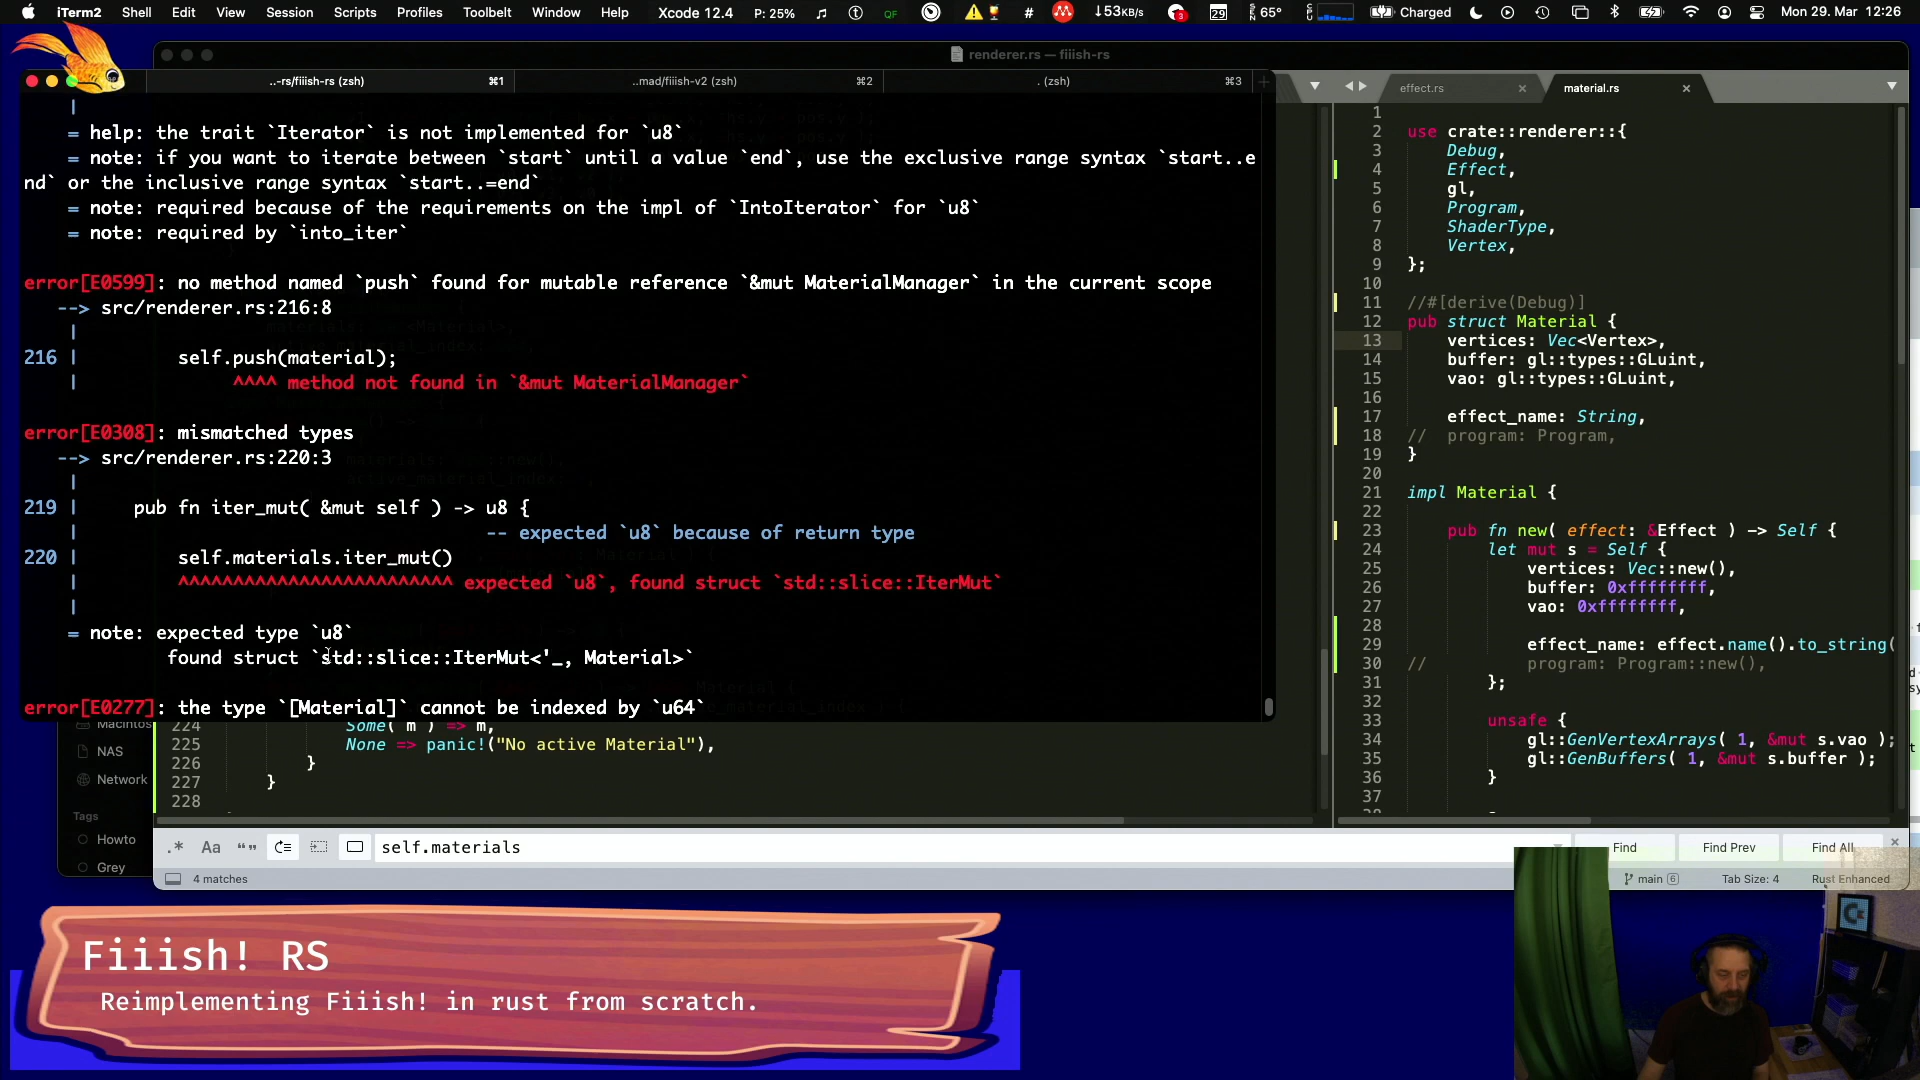 iTerm2 Shell Edit View Session Scripts Profiles Toolbelt Window Help Xcode 12.4 P: 25% QF # ↓53KB/s 3 29 65° Charged Mon 29. Mar 12:26
renderer.rs — fiiish-rs
..-rs/fiiish-rs (zsh) ⌘1 ..mad/fiiish-v2 (zsh) ⌘2 . (zsh) ⌘3 +
|
= help: the trait `Iterator` is not implemented for `u8`
= note: if you want to iterate between `start` until a value `end`, use the exclusive range syntax `start..e
nd` or the inclusive range syntax `start..=end`
= note: required because of the requirements on the impl of `IntoIterator` for `u8`
= note: required by `into_iter`
error[E0599]: no method named `push` found for mutable reference `&mut MaterialManager` in the current scope
--> src/renderer.rs:216:8
|
216 | self.push(material);
| ^^^^ method not found in `&mut MaterialManager`
error[E0308]: mismatched types
--> src/renderer.rs:220:3
|
219 | pub fn iter_mut( &mut self ) -> u8 {
| -- expected `u8` because of return type
220 | self.materials.iter_mut()
| ^^^^^^^^^^^^^^^^^^^^^^^^^ expected `u8`, found struct `std::slice::IterMut`
|
= note: expected type `u8`
found struct `std::slice::IterMut<'_, Material>`
error[E0277]: the type `[Material]` cannot be indexed by `u64`
Macintos
NAS
Network
Tags
Howto
Grey
224 Some( m ) => m,
225 None => panic!("No active Material"),
226 }
227 }
228
effect.rs × material.rs ×
1
2 use crate::renderer::{
3 Debug,
4 Effect,
5 gl,
6 Program,
7 ShaderType,
8 Vertex,
9 };
10
11 //#[derive(Debug)]
12 pub struct Material {
13 vertices: Vec<Vertex>,
14 buffer: gl::types::GLuint,
15 vao: gl::types::GLuint,
16
17 effect_name: String,
18 // program: Program,
19 }
20
21 impl Material {
22
23 pub fn new( effect: &Effect ) -> Self {
24 let mut s = Self {
25 vertices: Vec::new(),
26 buffer: 0xffffffff,
27 vao: 0xffffffff,
28
29 effect_name: effect.name().to_string(
30 // program: Program::new(),
31 };
32
33 unsafe {
34 gl::GenVertexArrays( 1, &mut s.vao );
35 gl::GenBuffers( 1, &mut s.buffer );
36 }
37
.* Aa “” self.materials Find Find Prev Find All ×
4 matches main 6 Tab Size: 4 Rust Enhanced
Fiiish! RS
Reimplementing Fiiish! in rust from scratch.